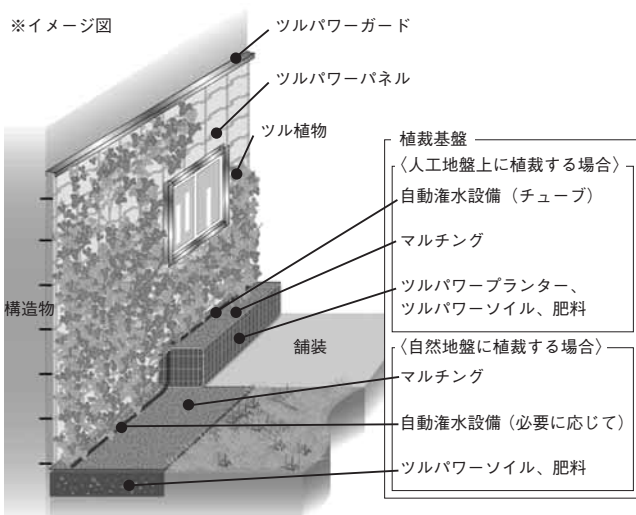 ※イメージ図
ツルパワーガード
ツルパワーパネル
ツル植物
構造物
舗装
植栽基盤
〈人工地盤上に植栽する場合〉
自動潅水設備（チューブ）
マルチング
ツルパワープランター、
ツルパワーソイル、肥料
〈自然地盤に植栽する場合〉
マルチング
自動潅水設備（必要に応じて）
ツルパワーソイル、肥料